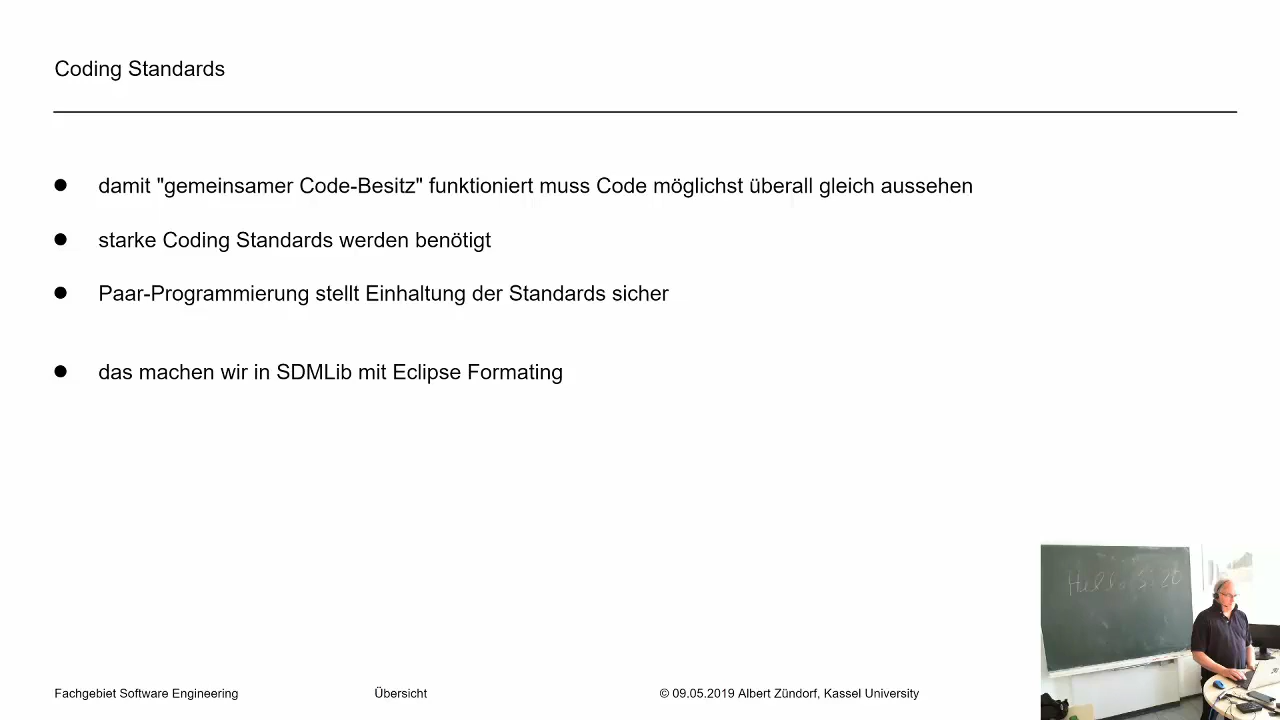 Coding Standards
damit "gemeinsamer Code-Besitz" funktioniert muss Code möglichst überall gleich aussehen
starke Coding Standards werden benötigt
Paar-Programmierung stellt Einhaltung der Standards sicher
das machen wir in SDMLib mit Eclipse Formating
Fachgebiet Software Engineering
Übersicht
© 09.05.2019 Albert Zündorf, Kassel University